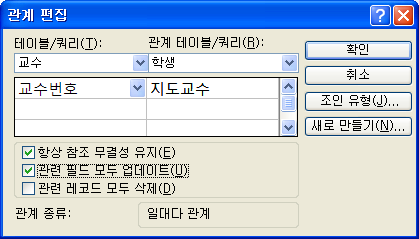 관계 편집
테이블/쿼리(T): 관계 테이블/쿼리(R):
교수 학생
교수번호 지도교수
항상 참조 무결성 유지(E)
관련 필드 모두 업데이트(U)
관련 레코드 모두 삭제(D)
관계 종류: 일대다 관계
확인
취소
조인 유형(J)...
새로 만들기(N)...